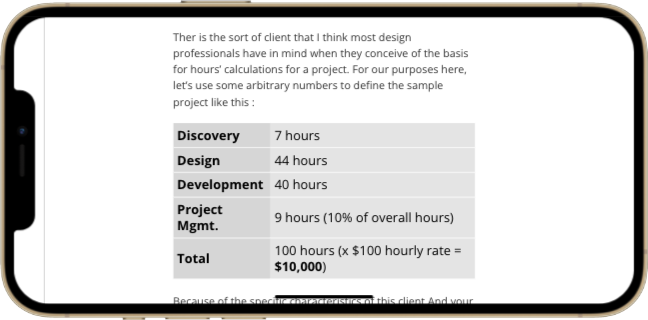 Ther is the sort of client that I think most design
professionals have in mind when they conceive of the basis
for hours' calculations for a project. For our purposes here,
let's use some arbitrary numbers to define the sample
project like this :
Discovery 7 hours
Design 44 hours
Development 40 hours
Project
Mgmt.
9 hours (10% of overall hours)
Total
100 hours (x $100 hourly rate =
$10,000)
Because of the specific characteristics of this client And your